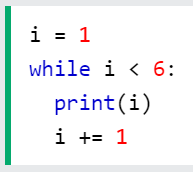 i = 1
while i < 6:
  print(i)
  i += 1